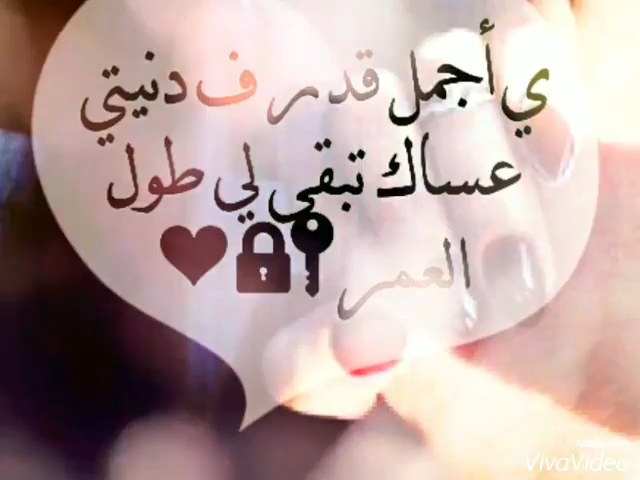 ي أجمل قدر ف دنيتي
عساك تبقى لي طول
العمر 🗝🔒❤
VivaVideo